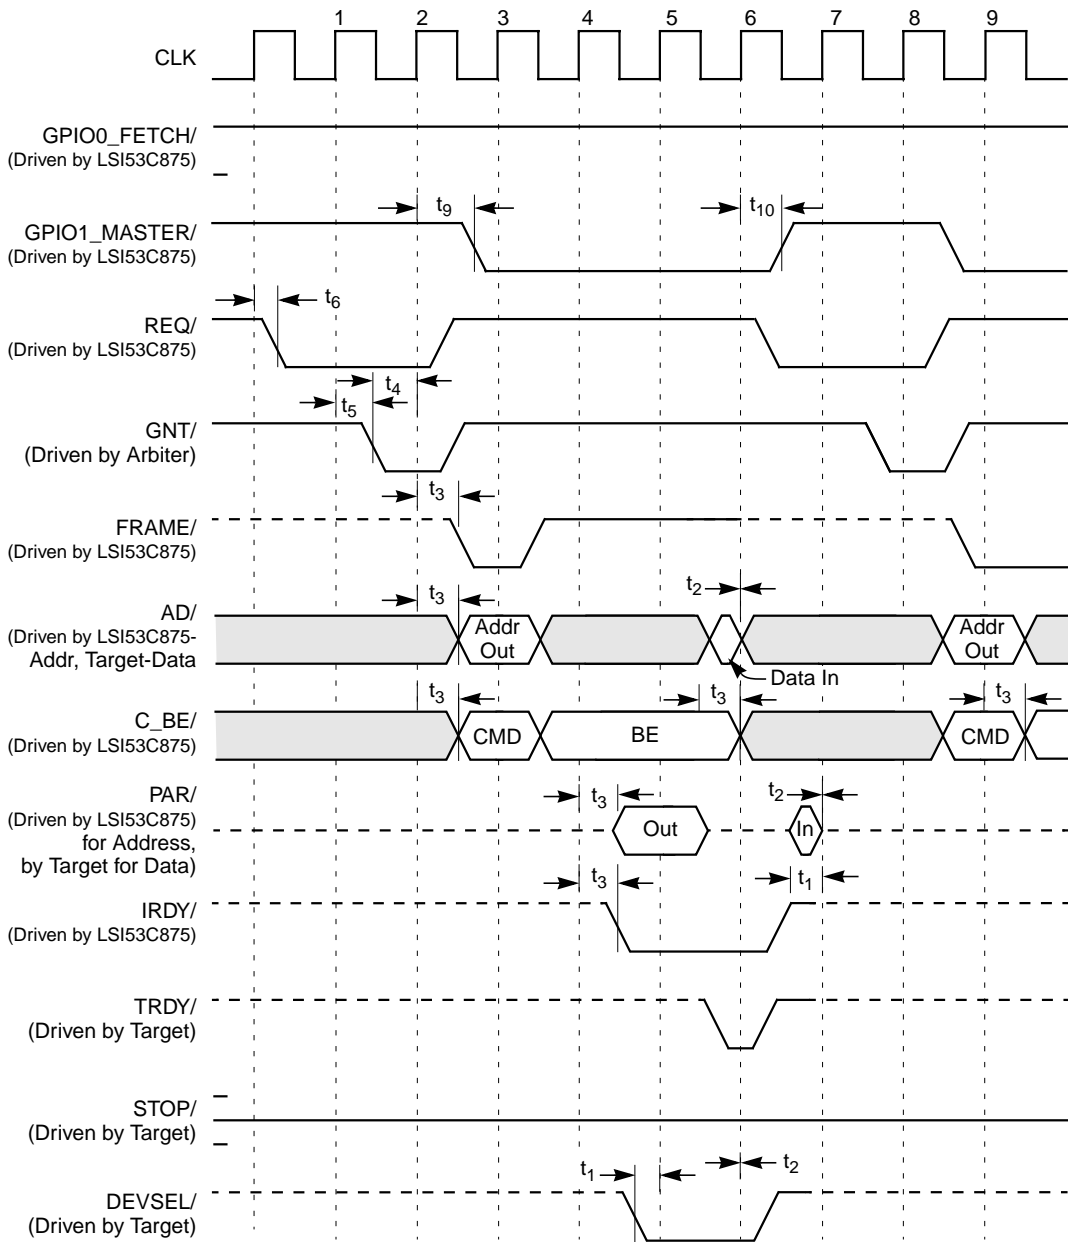 1 2 3 4 5 6 7 8 9
CLK
GPIO0_FETCH/
(Driven by LSI53C875)
t9 t10
GPIO1_MASTER/
(Driven by LSI53C875)
t6
REQ/
(Driven by LSI53C875)
t4
t5
GNT/
(Driven by Arbiter)
t3
FRAME/
(Driven by LSI53C875)
t3 t2
AD/
(Driven by LSI53C875-
Addr, Target-Data
Addr
Out
Addr
Out
Data In
t3 t3 t3
C_BE/
(Driven by LSI53C875)
CMD BE CMD
PAR/
(Driven by LSI53C875)
for Address,
by Target for Data)
t3 t2
Out In
t3 t1
IRDY/
(Driven by LSI53C875)
TRDY/
(Driven by Target)
STOP/
(Driven by Target)
t1 t2
DEVSEL/
(Driven by Target)